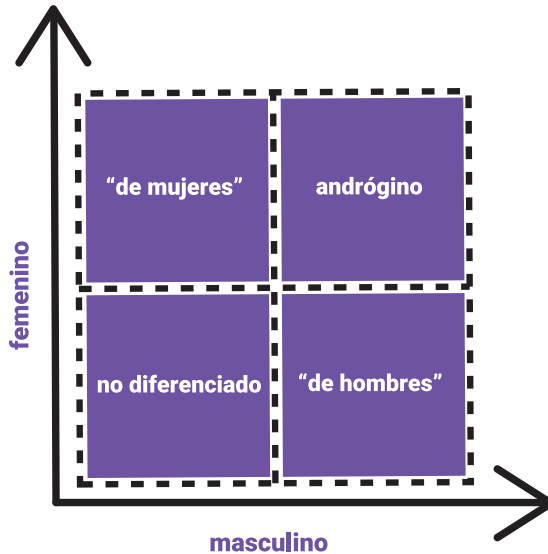 “de mujeres”
andrógino
femenino
no diferenciado
“de hombres”
masculino